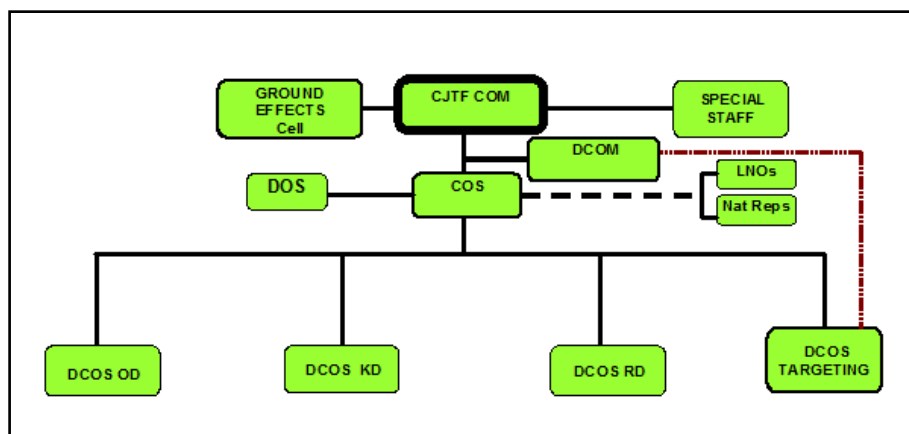 GROUND
EFFECTS
Cell
CJTF COM
SPECIAL
STAFF
DCOM
LNOs
DOS
COS
Nat Reps
DCOS OD
DCOS KD
DCOS RD
DCOS
TARGETING